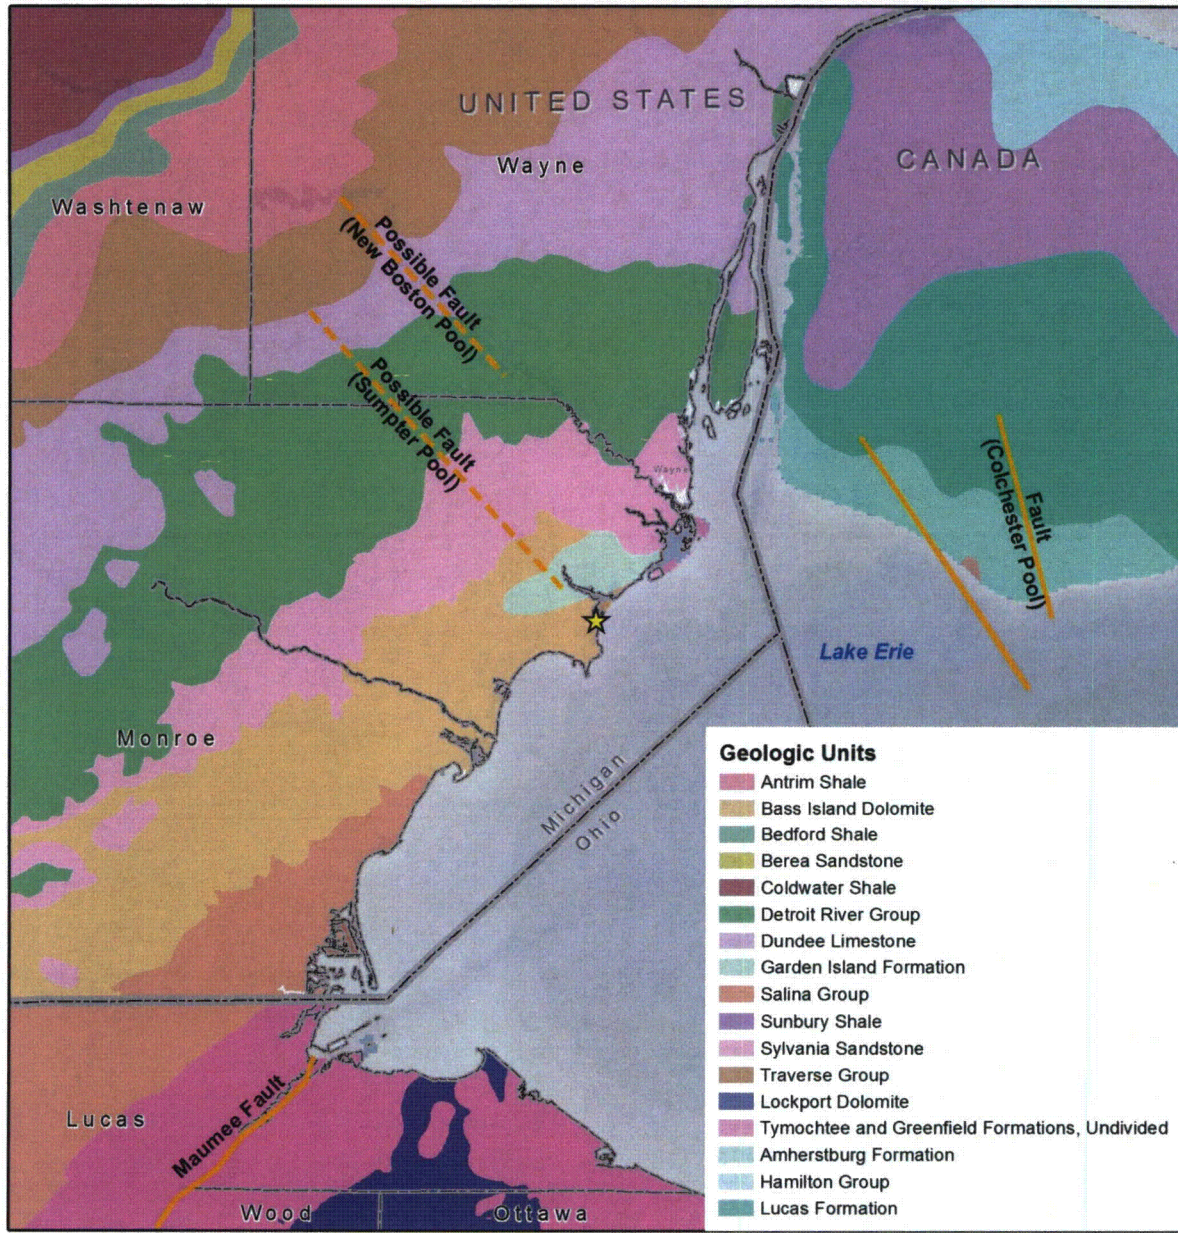 UNITED STATES
CANADA
Wayne
Washtenaw
Possible Fault
(New Boston Pool)
Possible Fault
(Sumpter Pool)
Wayne
Fault
(Colchester Pool)
Lake Erie
Monroe
Michigan
Ohio
Maumee Fault
Lucas
Wood
Ottawa
Geologic Units
Antrim Shale
Bass Island Dolomite
Bedford Shale
Berea Sandstone
Coldwater Shale
Detroit River Group
Dundee Limestone
Garden Island Formation
Salina Group
Sunbury Shale
Sylvania Sandstone
Traverse Group
Lockport Dolomite
Tymochtee and Greenfield Formations, Undivided
Amherstburg Formation
Hamilton Group
Lucas Formation